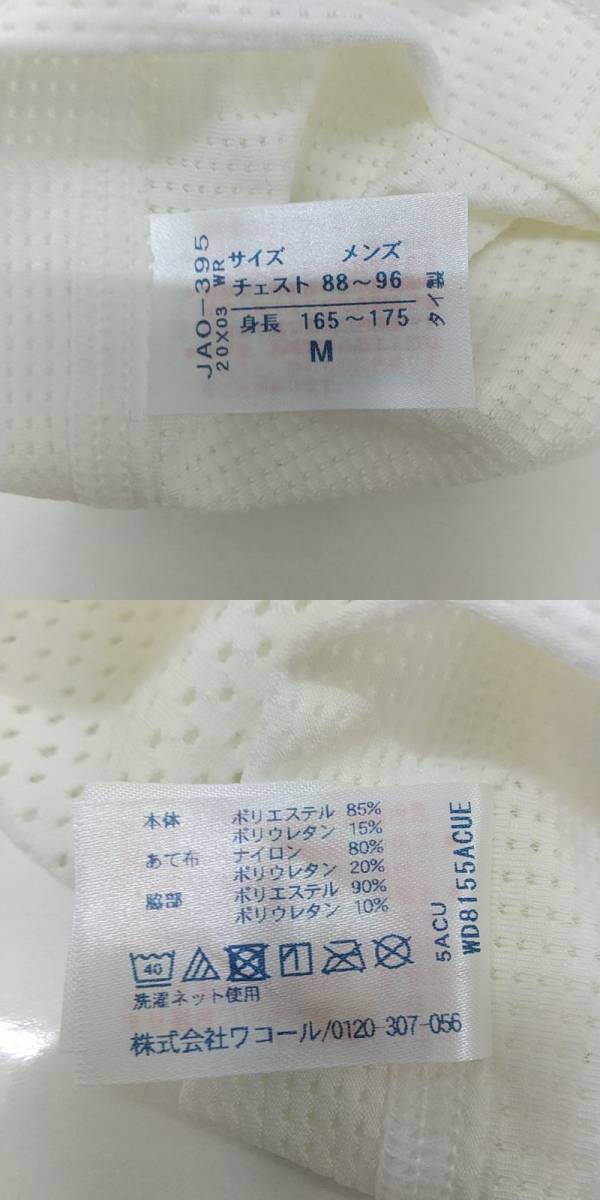 サイズ メンズ
チェスト 88～96
身長 165～175
M
JAO-395
20X03 WR
タイ製
本体 ポリエステル 85%
ポリウレタン 15%
あて布 ナイロン 80%
ポリウレタン 20%
脇部 ポリエステル 90%
ポリウレタン 10%
40
洗濯ネット使用
株式会社ワコール/0120-307-056
5ACU
WD8155ACUE